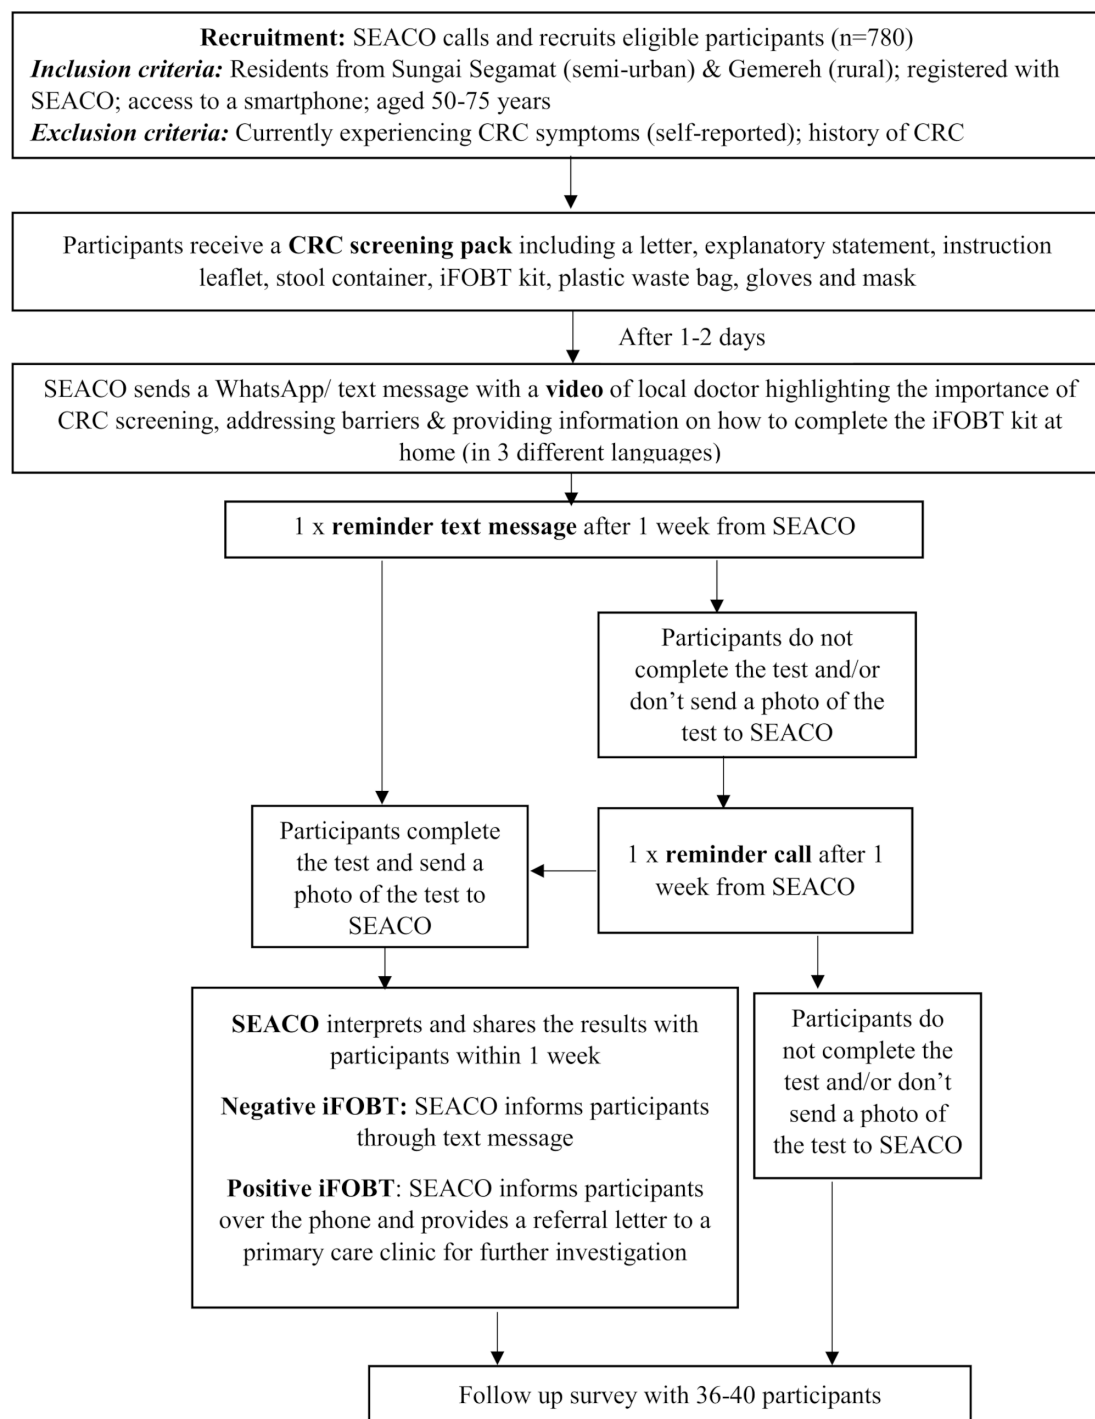 Recruitment: SEACO calls and recruits eligible participants (n=780)
Inclusion criteria: Residents from Sungai Segamat (semi-urban) & Gemereh (rural); registered with
SEACO; access to a smartphone; aged 50-75 years
Exclusion criteria: Currently experiencing CRC symptoms (self-reported); history of CRC
Participants receive a CRC screening pack including a letter, explanatory statement, instruction
leaflet, stool container, iFOBT kit, plastic waste bag, gloves and mask
After 1-2 days
SEACO sends a WhatsApp/ text message with a video of local doctor highlighting the importance of
CRC screening, addressing barriers & providing information on how to complete the iFOBT kit at
home (in 3 different languages)
1 x reminder text message after 1 week from SEACO
Participants do not
complete the test and/or
don’t send a photo of the
test to SEACO
Participants complete
the test and send a
photo of the test to
SEACO
1 x reminder call after 1
week from SEACO
SEACO interprets and shares the results with
participants within 1 week
Negative iFOBT: SEACO informs participants
through text message
Positive iFOBT: SEACO informs participants
over the phone and provides a referral letter to a
primary care clinic for further investigation
Participants do
not complete the
test and/or don’t
send a photo of
the test to SEACO
Follow up survey with 36-40 participants